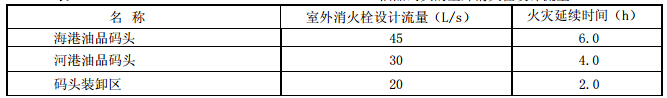 名 称 室外消火栓设计流量（L/s） 火灾延续时间（h）
海港油品码头 45 6.0
河港油品码头 30 4.0
码头装卸区 20 2.0